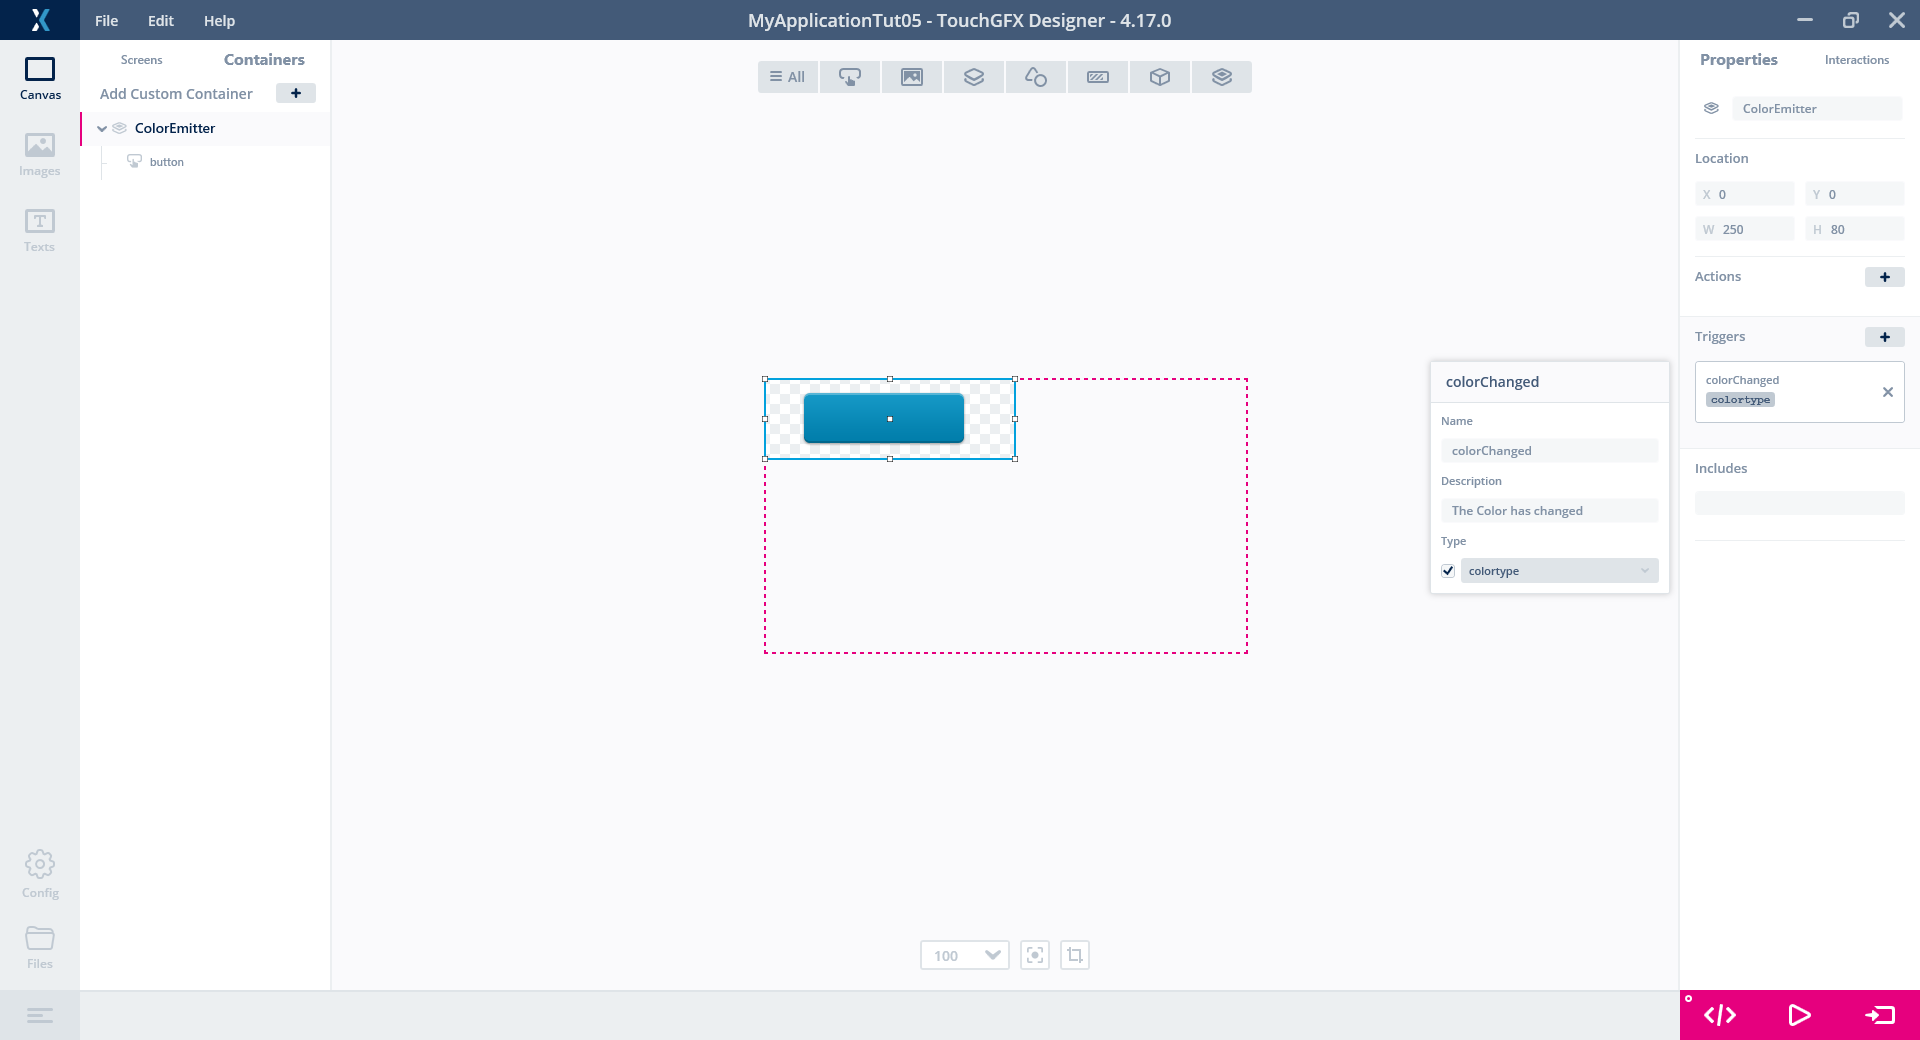 File Edit Help
MyApplicationTut05 - TouchGFX Designer - 4.17.0
Canvas
Images
Texts
Config
Files
Screens Containers
Add Custom Container
ColorEmitter
button
All
100
colorChanged
Name
colorChanged
Description
The Color has changed
Type
colortype
Properties Interactions
ColorEmitter
Location
X 0 Y 0
W 250 H 80
Actions
Triggers
colorChanged
colortype
Includes